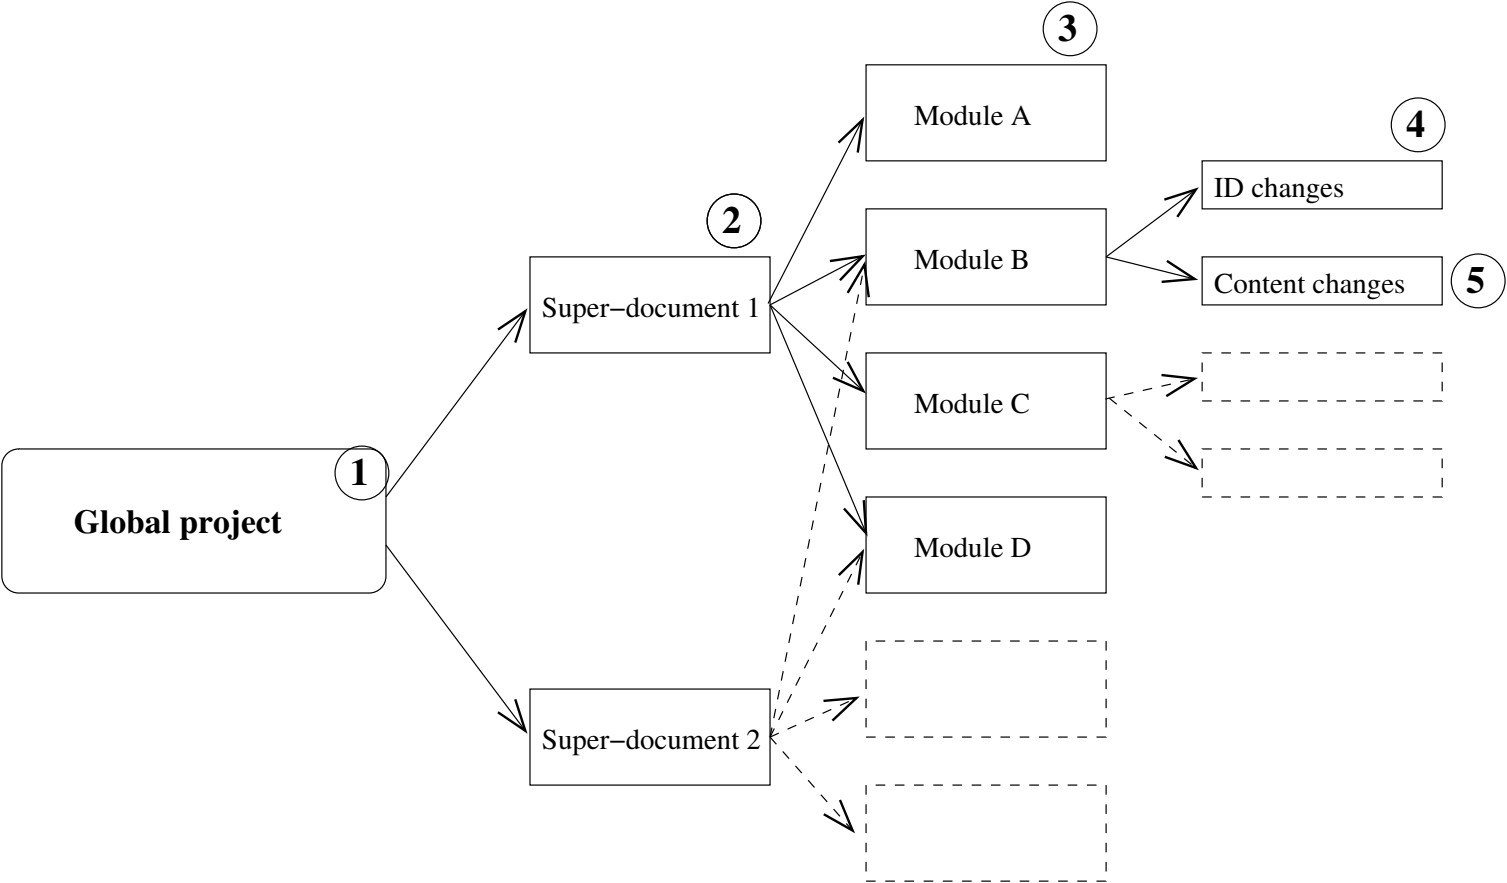 3
Module A
4
ID changes
2
Module B
Content changes
5
Super−document 1
Module C
1
Global project
Module D
Super−document 2